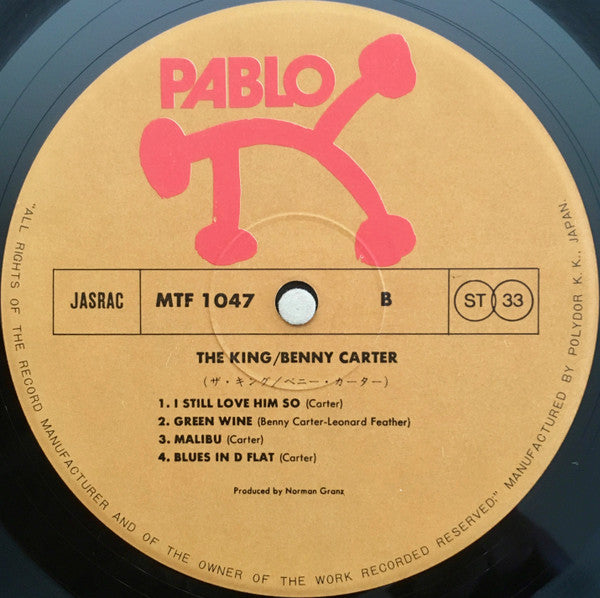 PABLO
JASRAC
MTF 1047
B
ST 33
THE KING/BENNY CARTER
(ザ・キング/ベニー・カーター)
1. I STILL LOVE HIM SO (Carter)
2. GREEN WINE (Benny Carter-Leonard Feather)
3. MALIBU (Carter)
4. BLUES IN D FLAT (Carter)
Produced by Norman Granz
"ALL RIGHTS OF THE RECORD MANUFACTURER AND OF THE OWNER OF THE WORK RECORDED RESERVED." MANUFACTURED BY POLYDOR K. K., JAPAN.